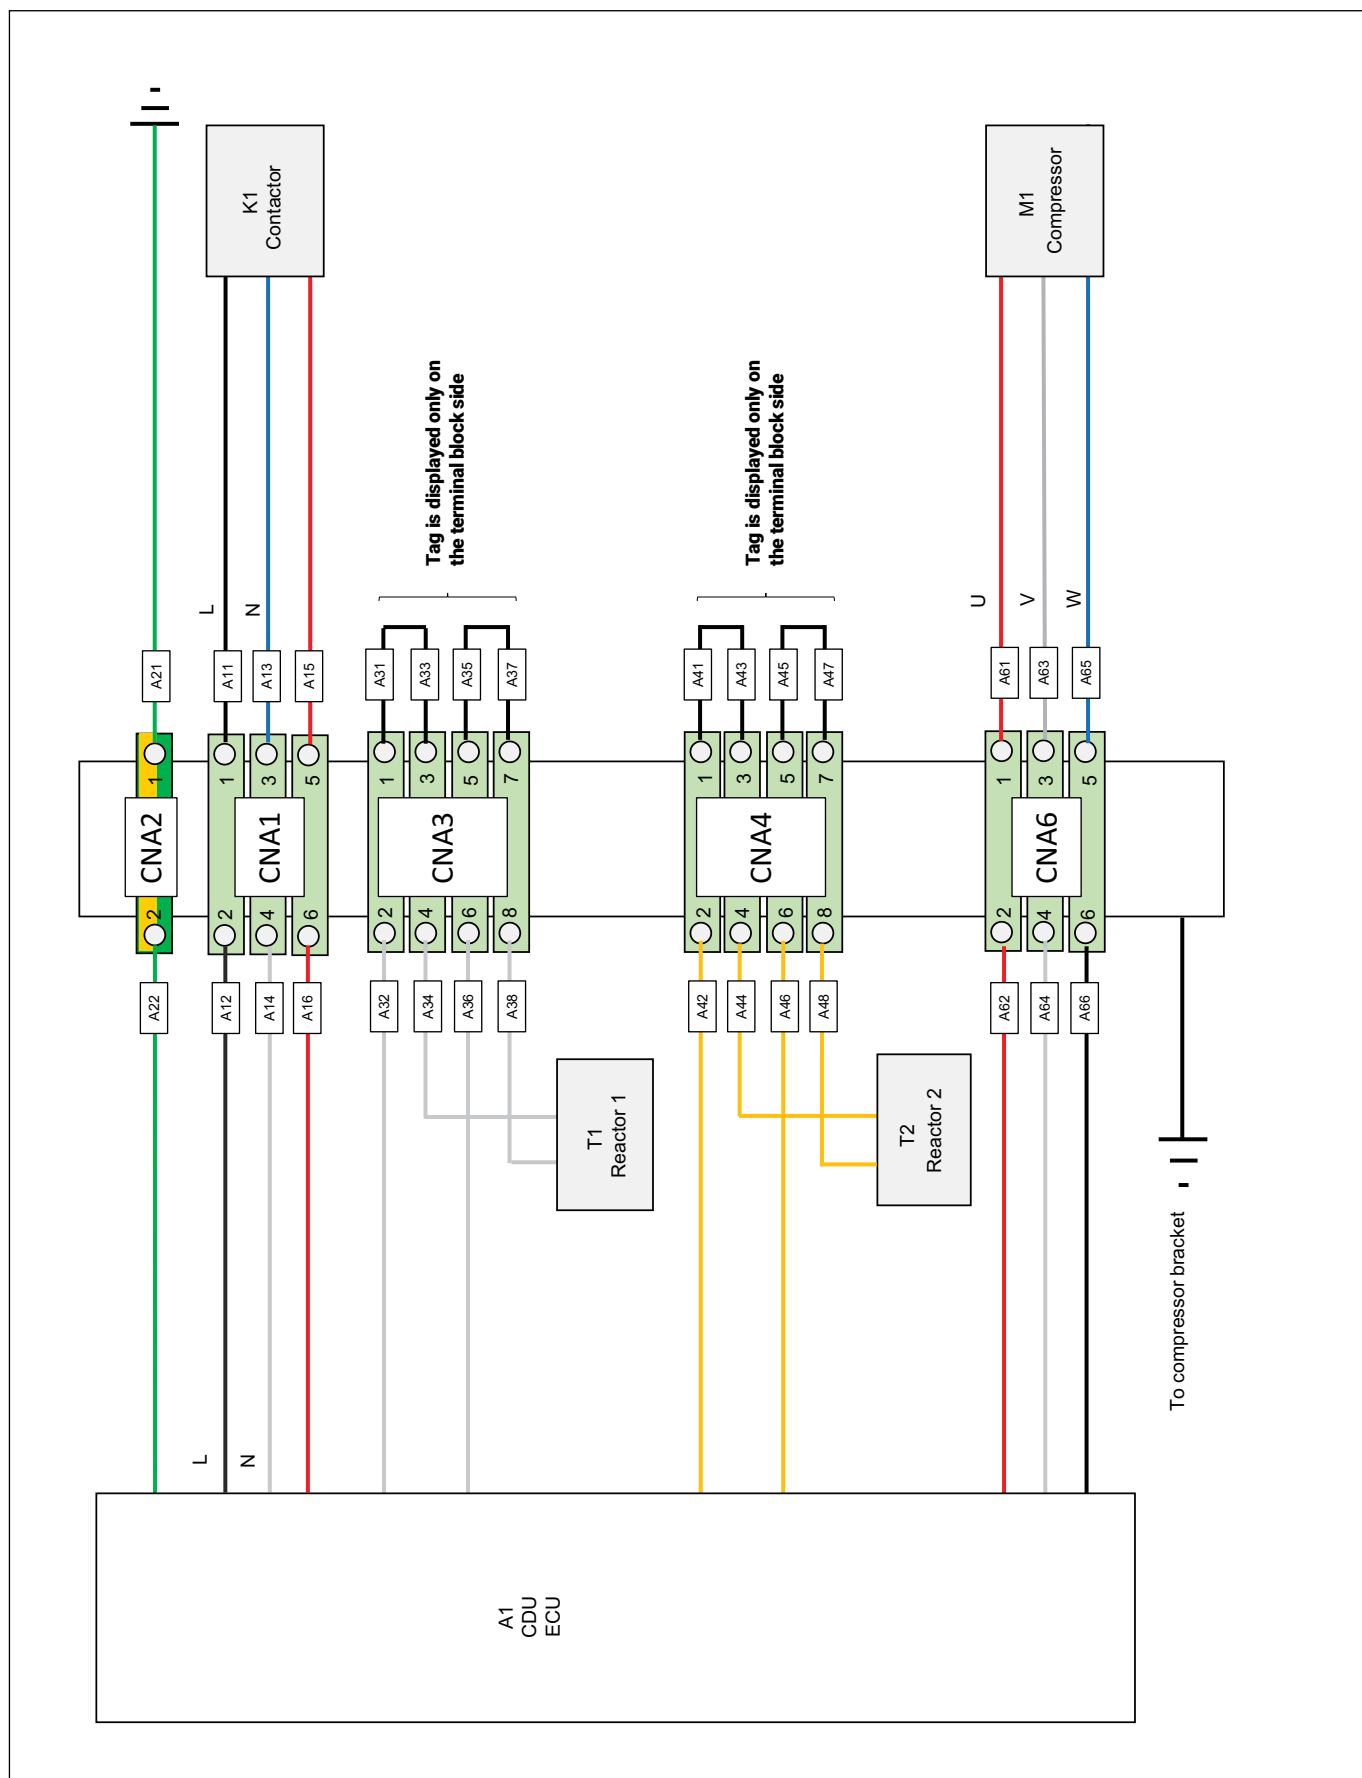 K1
Contactor
M1
Compressor
Tag is displayed only on
the terminal block side
Tag is displayed only on
the terminal block side
L
N
U
V
W
A21
A11
A13
A15
A31
A33
A35
A37
A41
A43
A45
A47
A61
A63
A65
1
1
3
5
1
3
5
7
1
3
5
7
1
3
5
CNA2
CNA1
CNA3
CNA4
CNA6
2
2
4
6
2
4
6
8
2
4
6
8
2
4
6
A22
A12
A14
A16
A32
A34
A36
A38
A42
A44
A46
A48
A62
A64
A66
T1
Reactor 1
T2
Reactor 2
To compressor bracket
L
N
A1
CDU
ECU